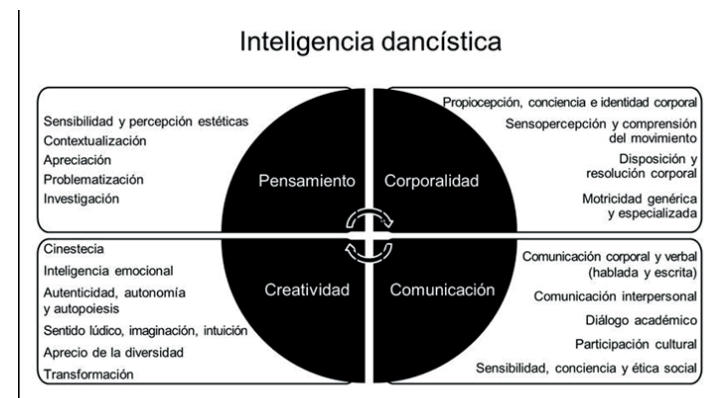 Inteligencia dancística
Sensibilidad y percepción estéticas
Contextualización
Apreciación
Problematización
Investigación
Pensamiento
Corporalidad
Propiocepción, conciencia e identidad corporal
Sensopercepción y comprensión
del movimiento
Disposición y
resolución corporal
Motricidad genérica
y especializada
Cinestecia
Inteligencia emocional
Autenticidad, autonomía
y autopoiesis
Sentido lúdico, imaginación, intuición
Aprecio de la diversidad
Transformación
Creatividad
Comunicación
Comunicación corporal y verbal
(hablada y escrita)
Comunicación interpersonal
Diálogo académico
Participación cultural
Sensibilidad, conciencia y ética social